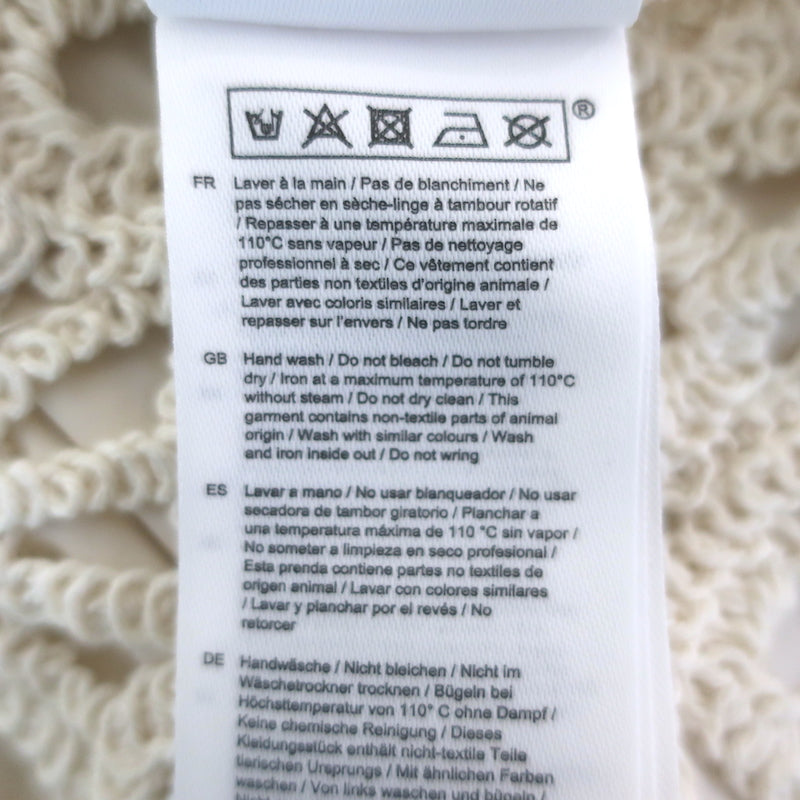 ®
FR Laver à la main / Pas de blanchiment / Ne
pas sécher en sèche-linge à tambour rotatif
/ Repasser à une température maximale de
110°C sans vapeur / Pas de nettoyage
professionnel à sec / Ce vêtement contient
des parties non textiles d'origine animale /
Laver avec coloris similaires / Laver et
repasser sur l'envers / Ne pas tordre
GB Hand wash / Do not bleach / Do not tumble
dry / Iron at a maximum temperature of 110°C
without steam / Do not dry clean / This
garment contains non-textile parts of animal
origin / Wash with similar colours / Wash
and iron inside out / Do not wring
ES Lavar a mano / No usar blanqueador / No usar
secadora de tambor giratorio / Planchar a
una temperatura máxima de 110 °C sin vapor /
No someter a limpieza en seco profesional /
Esta prenda contiene partes no textiles de
origen animal / Lavar con colores similares
/ Lavar y planchar por el revés / No
retorcer
DE Handwäsche / Nicht bleichen / Nicht im
Wäschetrockner trocknen / Bügeln bei
Höchsttemperatur von 110° C ohne Dampf /
Keine chemische Reinigung / Dieses
Kleidungsstück enthält nicht-textile Teile
tierischen Ursprungs / Mit ähnlichen Farben
waschen / Von links waschen und bügeln /